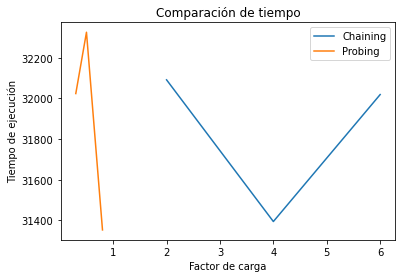 Comparación de tiempo
Chaining
Probing
Tiempo de ejecución
32200
32000
31800
31600
31400
1 2 3 4 5 6
Factor de carga